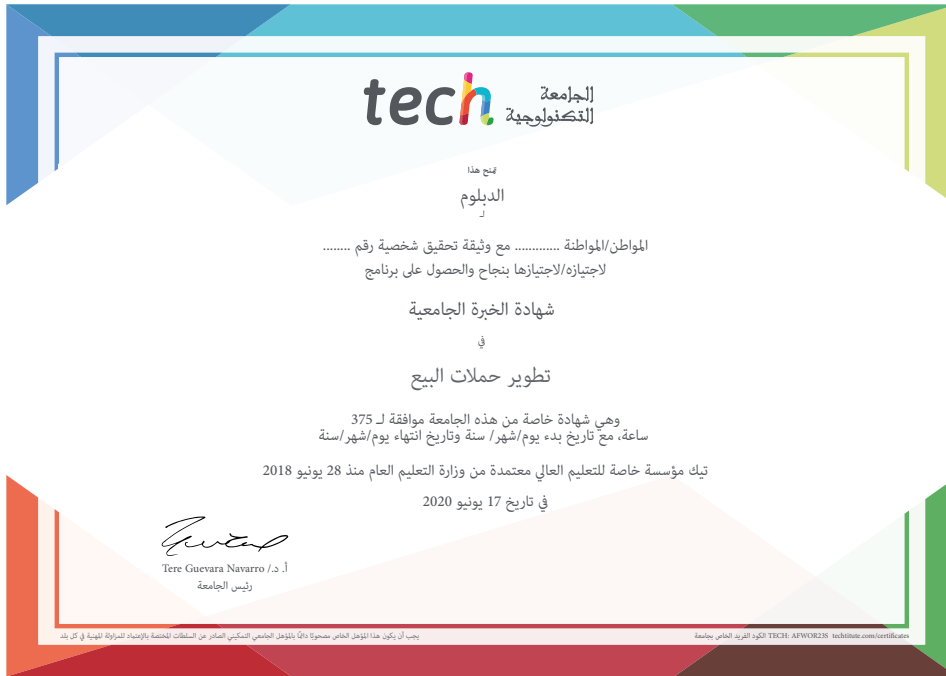 tech الجامعة
التكنولوجية
تمنح هذا
الدبلوم
لـ
المواطن/المواطنة ............ مع وثيقة تحقيق شخصية رقم ........
لاجتيازه/لاجتيازها بنجاح والحصول على برنامج
شهادة الخبرة الجامعية
في
تطوير حملات البيع
وهي شهادة خاصة من هذه الجامعة موافقة لـ 375
ساعة، مع تاريخ بدء يوم/شهر/ سنة وتاريخ انتهاء يوم/شهر/سنة
تيك مؤسسة خاصة للتعليم العالي معتمدة من وزارة التعليم العام منذ 28 يونيو 2018
في تاريخ 17 يونيو 2020
أ. د./ Tere Guevara Navarro
رئيس الجامعة
يجب أن يكون هذا المؤهل الخاص مصحوبًا دائمًا بالمؤهل الجامعي التمكيني الصادر عن السلطات المختصة بالإعتماد للمزاولة المهنية في كل بلد.
الكود الفريد الخاص بجامعة TECH: AFWOR23S techtitute.com/certificates